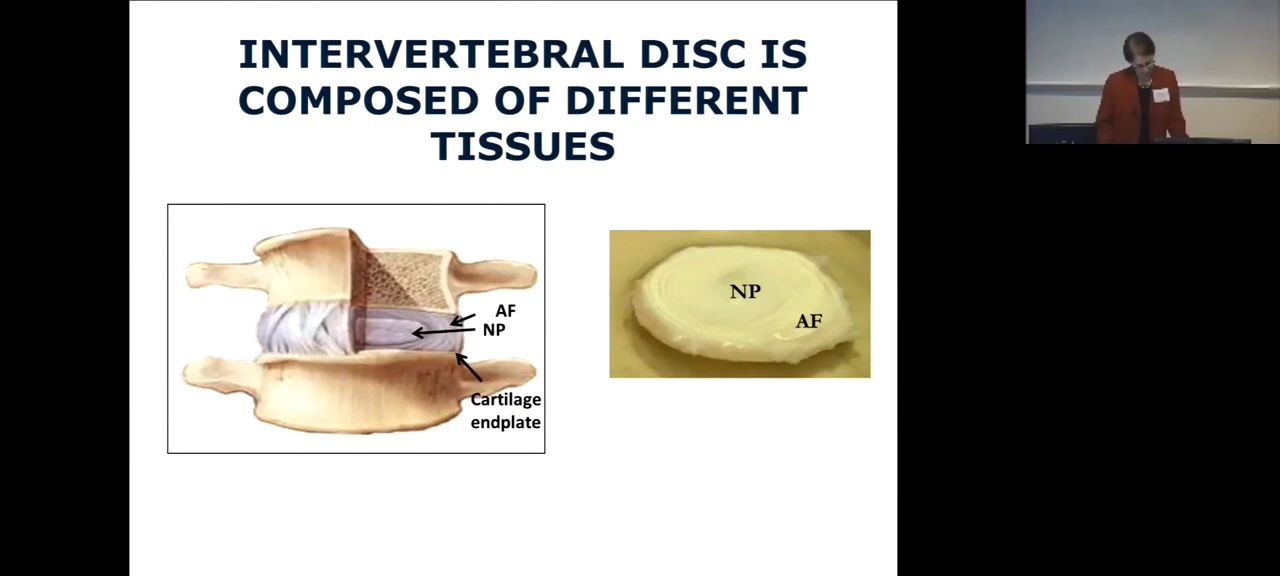 INTERVERTEBRAL DISC IS
COMPOSED OF DIFFERENT
TISSUES
AF
NP
Cartilage
endplate
NP
AF